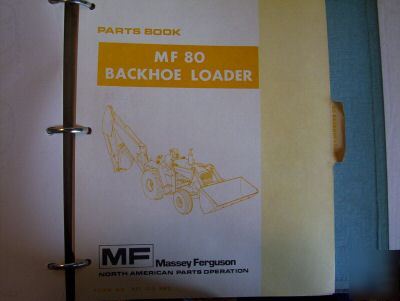 PARTS BOOK
MF 80
BACKHOE LOADER
MF Massey Ferguson
NORTH AMERICAN PARTS OPERATION